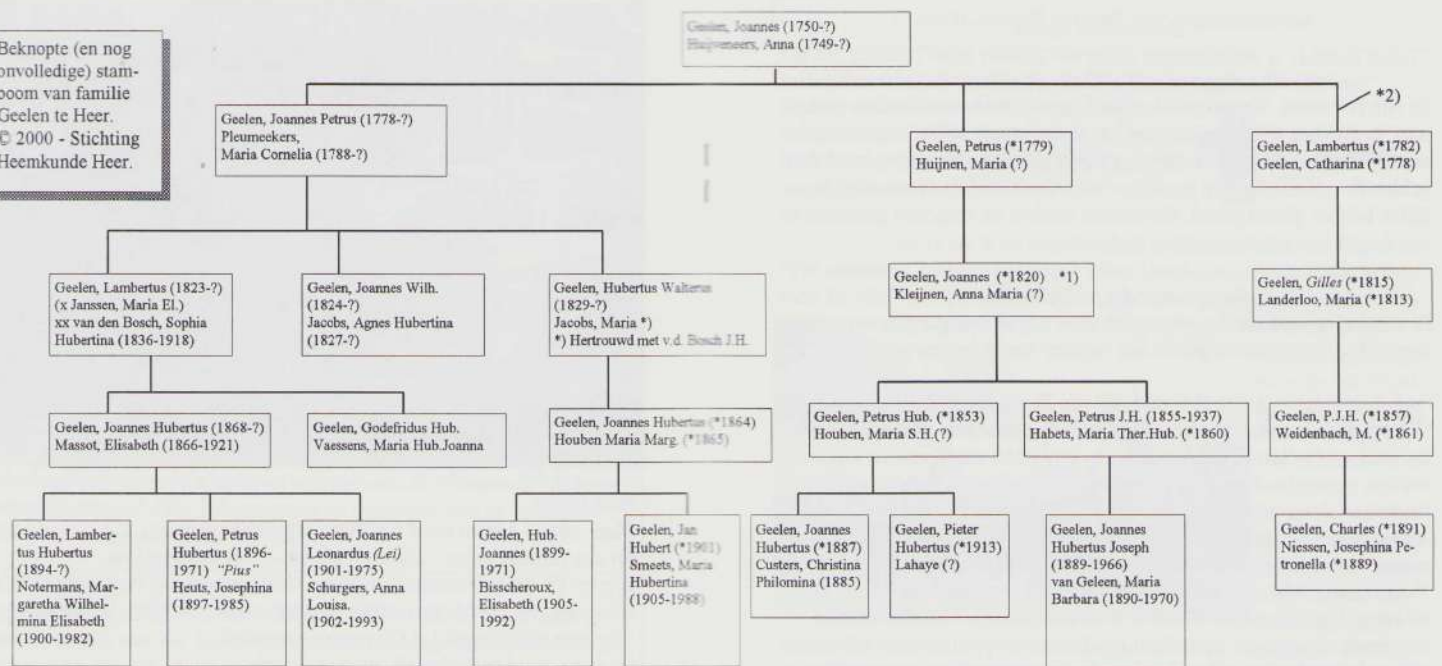 Beknopte (en nog
onvolledige) stam-
boom van familie
Geelen te Heer.
© 2000 - Stichting
Heemkunde Heer.
Geelen, Joannes (1750-?)
Huijveneers, Anna (1749-?)
*2)
Geelen, Joannes Petrus (1778-?)
Pleumeekers,
Maria Cornelia (1788-?)
Geelen, Petrus (*1779)
Huijnen, Maria (?)
Geelen, Lambertus (*1782)
Geelen, Catharina (*1778)
Geelen, Lambertus (1823-?)
(x Janssen, Maria El.)
xx van den Bosch, Sophia
Hubertina (1836-1918)
Geelen, Joannes Wilh.
(1824-?)
Jacobs, Agnes Hubertina
(1827-?)
Geelen, Hubertus Walterus
(1829-?)
Jacobs, Maria *)
*) Hertrouwd met v.d. Bosch J.H.
Geelen, Joannes (*1820) *1)
Kleijnen, Anna Maria (?)
Geelen, Gilles (*1815)
Landerloo, Maria (*1813)
Geelen, Joannes Hubertus (1868-?)
Massot, Elisabeth (1866-1921)
Geelen, Godefridus Hub.
Vaessens, Maria Hub.Joanna
Geelen, Joannes Hubertus (*1864)
Houben Maria Marg. (*1865)
Geelen, Petrus Hub. (*1853)
Houben, Maria S.H.(?)
Geelen, Petrus J.H. (1855-1937)
Habets, Maria Ther.Hub. (*1860)
Geelen, P.J.H. (*1857)
Weidenbach, M. (*1861)
Geelen, Lamber-
tus Hubertus
(1894-?)
Notermans, Mar-
garetha Wilhel-
mina Elisabeth
(1900-1982)
Geelen, Petrus
Hubertus (1896-
1971) "Pius"
Heuts, Josephina
(1897-1985)
Geelen, Joannes
Leonardus (Lei)
(1901-1975)
Schurgers, Anna
Louisa.
(1902-1993)
Geelen, Hub.
Joannes (1899-
1971)
Bisscheroux,
Elisabeth (1905-
1992)
Geelen, Jan
Hubert (*1901)
Smeets, Maria
Hubertina
(1905-1988)
Geelen, Joannes
Hubertus (*1887)
Custers, Christina
Philomina (1885)
Geelen, Pieter
Hubertus (*1913)
Lahaye (?)
Geelen, Joannes
Hubertus Joseph
(1889-1966)
van Geleen, Maria
Barbara (1890-1970)
Geelen, Charles (*1891)
Niessen, Josephina Pe-
tronella (*1889)